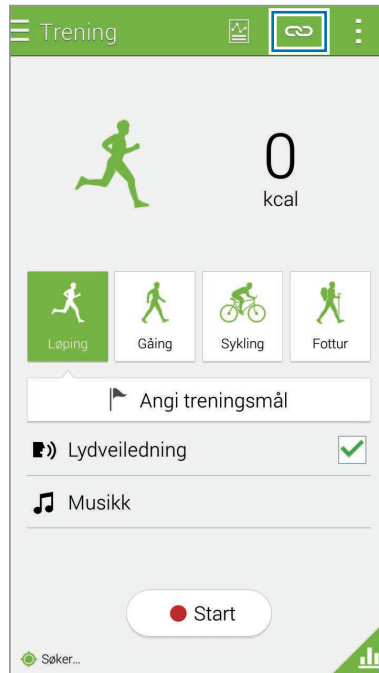 Trening
0
kcal
Løping
Gåing
Sykling
Fottur
Angi treningsmål
Lydveiledning
Musikk
Start
Søker...